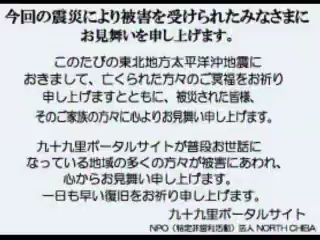 今回の震災により被害を受けられたみなさまに
お見舞いを申し上げます。
このたびの東北地方太平洋沖地震に
おきまして、亡くられた方々のご冥福をお祈り
申し上げますとともに、被災された皆様、
そのご家族の方々に心よりお見舞い申し上げます。
九十九里ポータルサイトが普段お世話に
なっている地域の多くの方々が被害にあわれ、
心からお見舞い申し上げます。
一日も早い復旧をお祈り申し上げます。
九十九里ポータルサイト
NPO（特定非営利活動）法人 NORTH CHIBA